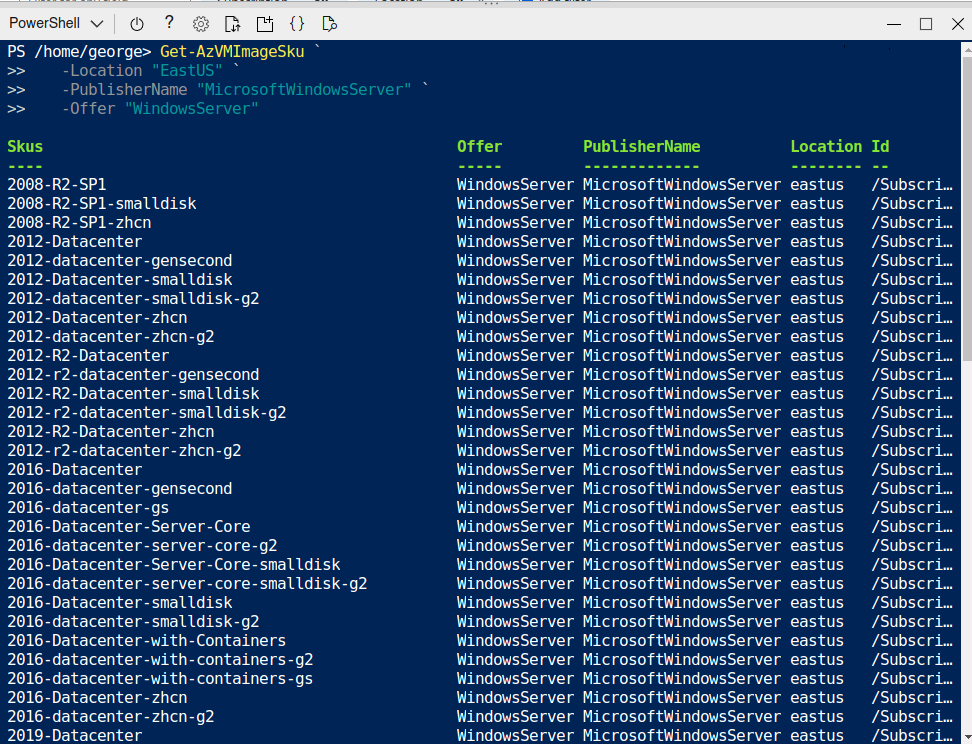 PowerShell ? {}
PS /home/george> Get-AzVMImageSku `
>> -Location "EastUS" `
>> -PublisherName "MicrosoftWindowsServer" `
>> -Offer "WindowsServer"
Skus Offer PublisherName Location Id
---- ----- ------------- -------- --
2008-R2-SP1 WindowsServer MicrosoftWindowsServer eastus /Subscri…
2008-R2-SP1-smalldisk WindowsServer MicrosoftWindowsServer eastus /Subscri…
2008-R2-SP1-zhcn WindowsServer MicrosoftWindowsServer eastus /Subscri…
2012-Datacenter WindowsServer MicrosoftWindowsServer eastus /Subscri…
2012-datacenter-gensecond WindowsServer MicrosoftWindowsServer eastus /Subscri…
2012-Datacenter-smalldisk WindowsServer MicrosoftWindowsServer eastus /Subscri…
2012-datacenter-smalldisk-g2 WindowsServer MicrosoftWindowsServer eastus /Subscri…
2012-Datacenter-zhcn WindowsServer MicrosoftWindowsServer eastus /Subscri…
2012-datacenter-zhcn-g2 WindowsServer MicrosoftWindowsServer eastus /Subscri…
2012-R2-Datacenter WindowsServer MicrosoftWindowsServer eastus /Subscri…
2012-r2-datacenter-gensecond WindowsServer MicrosoftWindowsServer eastus /Subscri…
2012-R2-Datacenter-smalldisk WindowsServer MicrosoftWindowsServer eastus /Subscri…
2012-r2-datacenter-smalldisk-g2 WindowsServer MicrosoftWindowsServer eastus /Subscri…
2012-R2-Datacenter-zhcn WindowsServer MicrosoftWindowsServer eastus /Subscri…
2012-r2-datacenter-zhcn-g2 WindowsServer MicrosoftWindowsServer eastus /Subscri…
2016-Datacenter WindowsServer MicrosoftWindowsServer eastus /Subscri…
2016-datacenter-gensecond WindowsServer MicrosoftWindowsServer eastus /Subscri…
2016-datacenter-gs WindowsServer MicrosoftWindowsServer eastus /Subscri…
2016-Datacenter-Server-Core WindowsServer MicrosoftWindowsServer eastus /Subscri…
2016-datacenter-server-core-g2 WindowsServer MicrosoftWindowsServer eastus /Subscri…
2016-Datacenter-Server-Core-smalldisk WindowsServer MicrosoftWindowsServer eastus /Subscri…
2016-datacenter-server-core-smalldisk-g2 WindowsServer MicrosoftWindowsServer eastus /Subscri…
2016-Datacenter-smalldisk WindowsServer MicrosoftWindowsServer eastus /Subscri…
2016-datacenter-smalldisk-g2 WindowsServer MicrosoftWindowsServer eastus /Subscri…
2016-Datacenter-with-Containers WindowsServer MicrosoftWindowsServer eastus /Subscri…
2016-datacenter-with-containers-g2 WindowsServer MicrosoftWindowsServer eastus /Subscri…
2016-datacenter-with-containers-gs WindowsServer MicrosoftWindowsServer eastus /Subscri…
2016-Datacenter-zhcn WindowsServer MicrosoftWindowsServer eastus /Subscri…
2016-datacenter-zhcn-g2 WindowsServer MicrosoftWindowsServer eastus /Subscri…
2019-Datacenter WindowsServer MicrosoftWindowsServer eastus /Subscri…